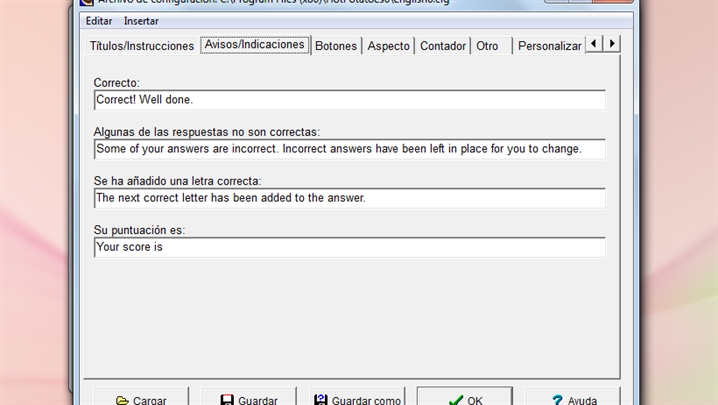 Archivo de configuración: C:\Program Files (x86)\HotPotatoes6\english6.cfg
Editar Insertar
Títulos/Instrucciones Avisos/Indicaciones Botones Aspecto Contador Otro Personalizar
Correcto:
Correct! Well done.
Algunas de las respuestas no son correctas:
Some of your answers are incorrect. Incorrect answers have been left in place for you to change.
Se ha añadido una letra correcta:
The next correct letter has been added to the answer.
Su puntuación es:
Your score is
Cargar Guardar Guardar como OK Ayuda